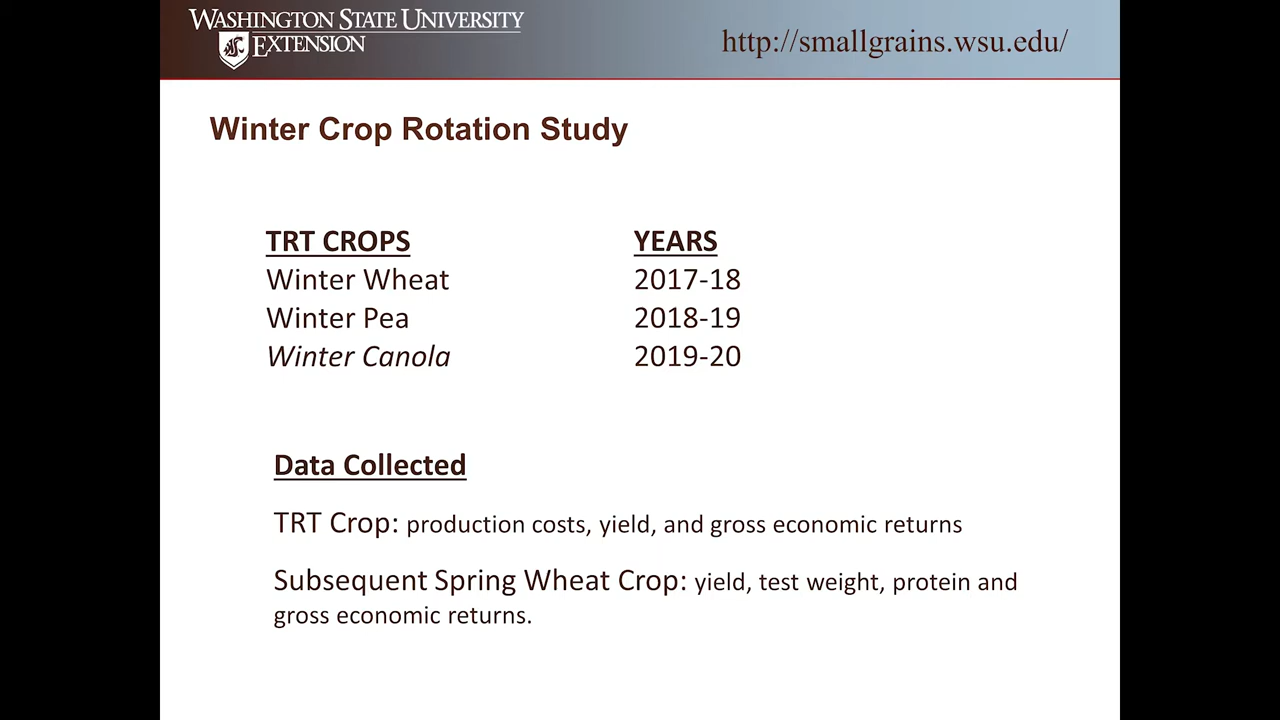 WASHINGTON STATE UNIVERSITY
EXTENSION
http://smallgrains.wsu.edu/
Winter Crop Rotation Study
TRT CROPS
YEARS
Winter Wheat
2017-18
Winter Pea
2018-19
Winter Canola
2019-20
Data Collected
TRT Crop: production costs, yield, and gross economic returns
Subsequent Spring Wheat Crop: yield, test weight, protein and
gross economic returns.